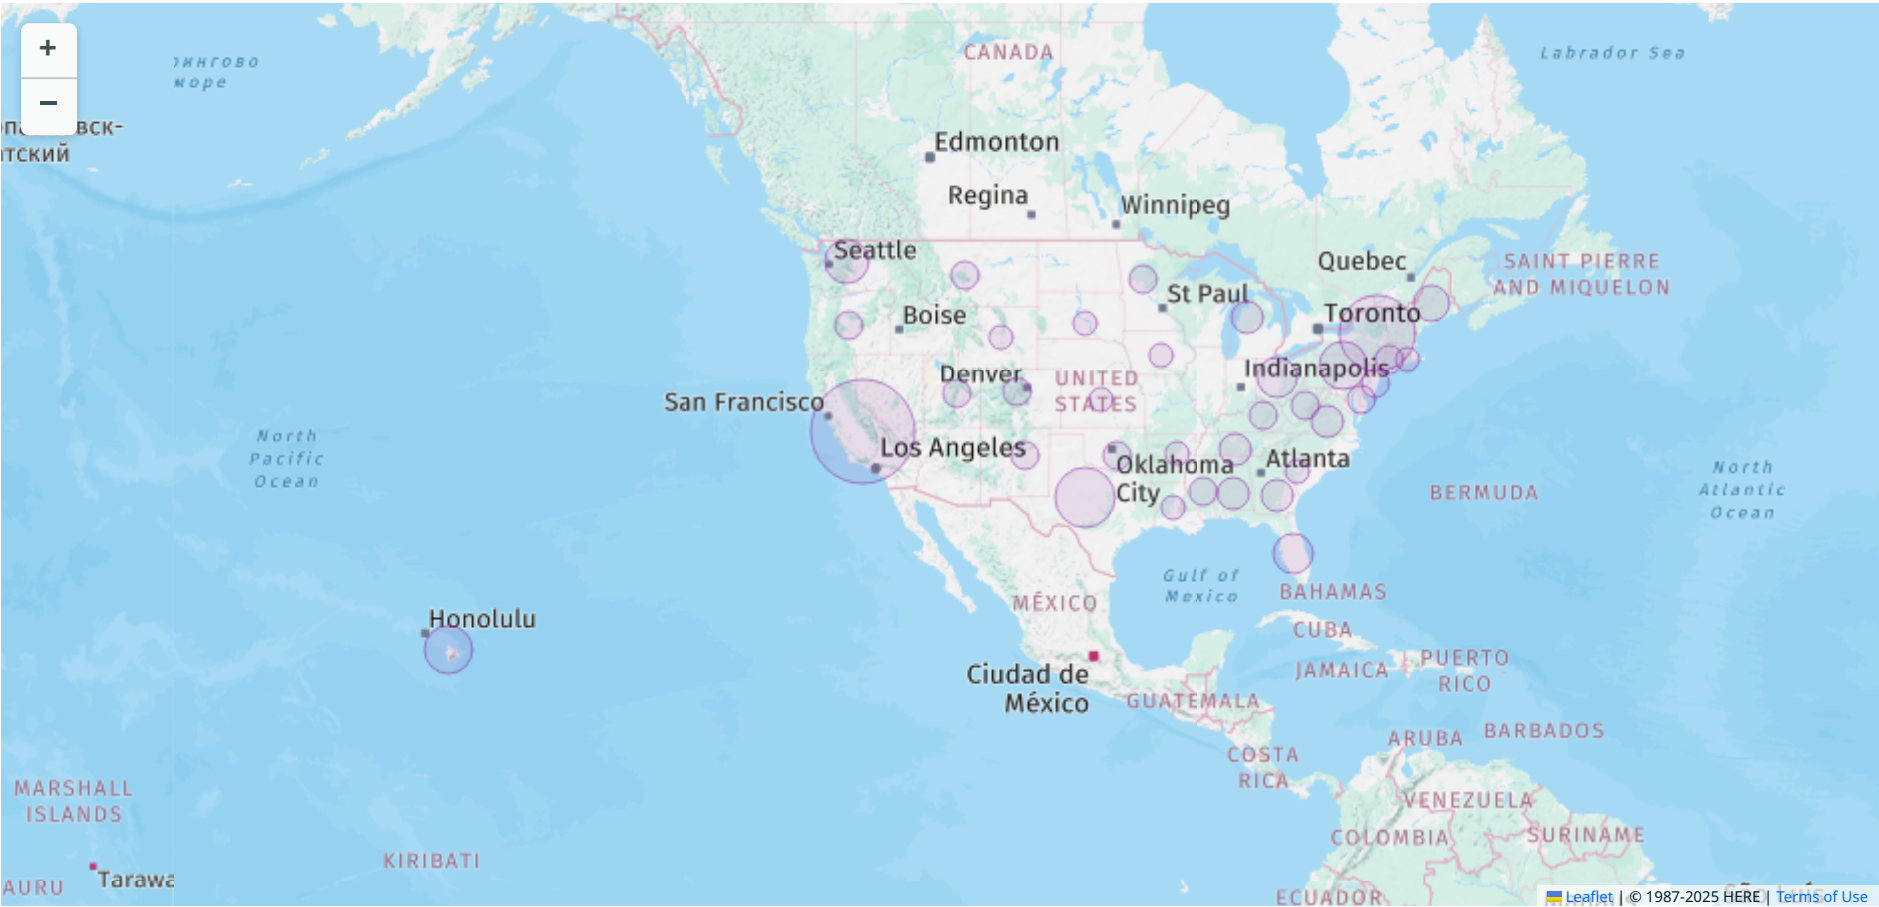 +
−
CANADA
Labrador Sea
море
Edmonton
Regina
Winnipeg
Seattle
Quebec
SAINT PIERRE
AND MIQUELON
St Paul
Boise
Toronto
Denver
UNITED
STATES
Indianapolis
San Francisco
Los Angeles
Oklahoma
City
Atlanta
North
Pacific
Ocean
BERMUDA
North
Atlantic
Ocean
Gulf of
Mexico
BAHAMAS
MÉXICO
CUBA
Honolulu
JAMAICA
PUERTO
RICO
Ciudad de
México
GUATEMALA
ARUBA
BARBADOS
COSTA
RICA
MARSHALL
ISLANDS
VENEZUELA
COLOMBIA
SURINAME
KIRIBATI
Tarawa
AURU
ECUADOR
Leaflet | © 1987-2025 HERE | Terms of Use